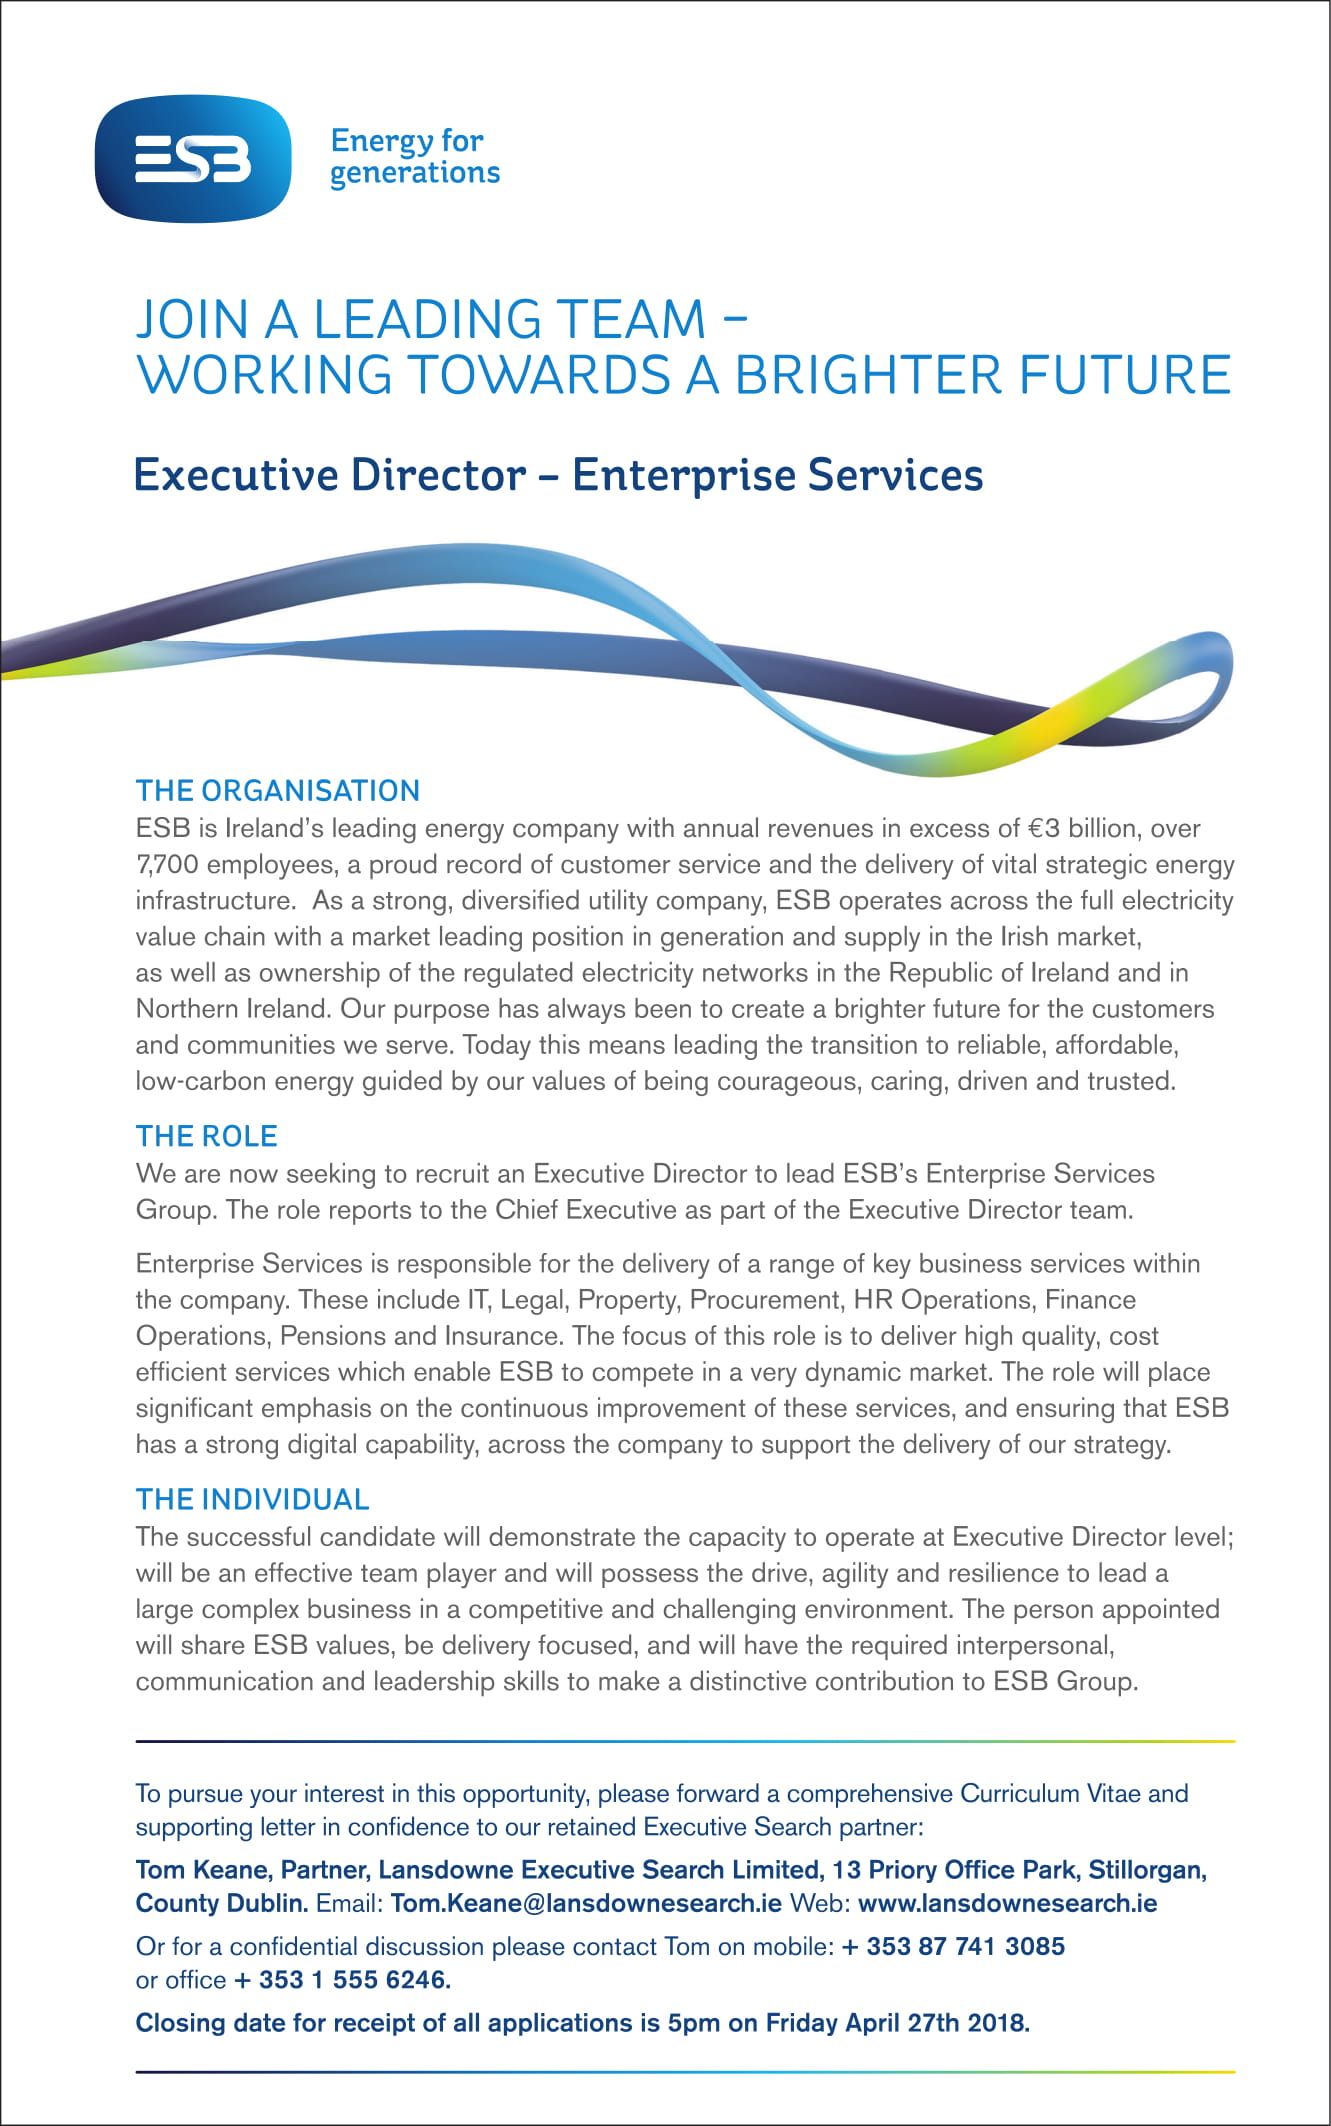 ESB
Energy for
generations
JOIN A LEADING TEAM –
WORKING TOWARDS A BRIGHTER FUTURE
Executive Director – Enterprise Services
THE ORGANISATION
ESB is Ireland’s leading energy company with annual revenues in excess of €3 billion, over
7,700 employees, a proud record of customer service and the delivery of vital strategic energy
infrastructure.  As a strong, diversified utility company, ESB operates across the full electricity
value chain with a market leading position in generation and supply in the Irish market,
as well as ownership of the regulated electricity networks in the Republic of Ireland and in
Northern Ireland. Our purpose has always been to create a brighter future for the customers
and communities we serve. Today this means leading the transition to reliable, affordable,
low-carbon energy guided by our values of being courageous, caring, driven and trusted.
THE ROLE
We are now seeking to recruit an Executive Director to lead ESB’s Enterprise Services
Group. The role reports to the Chief Executive as part of the Executive Director team.
Enterprise Services is responsible for the delivery of a range of key business services within
the company. These include IT, Legal, Property, Procurement, HR Operations, Finance
Operations, Pensions and Insurance. The focus of this role is to deliver high quality, cost
efficient services which enable ESB to compete in a very dynamic market. The role will place
significant emphasis on the continuous improvement of these services, and ensuring that ESB
has a strong digital capability, across the company to support the delivery of our strategy.
THE INDIVIDUAL
The successful candidate will demonstrate the capacity to operate at Executive Director level;
will be an effective team player and will possess the drive, agility and resilience to lead a
large complex business in a competitive and challenging environment. The person appointed
will share ESB values, be delivery focused, and will have the required interpersonal,
communication and leadership skills to make a distinctive contribution to ESB Group.
To pursue your interest in this opportunity, please forward a comprehensive Curriculum Vitae and
supporting letter in confidence to our retained Executive Search partner:
Tom Keane, Partner, Lansdowne Executive Search Limited, 13 Priory Office Park, Stillorgan,
County Dublin. Email: Tom.Keane@lansdownesearch.ie Web: www.lansdownesearch.ie
Or for a confidential discussion please contact Tom on mobile: + 353 87 741 3085
or office + 353 1 555 6246.
Closing date for receipt of all applications is 5pm on Friday April 27th 2018.